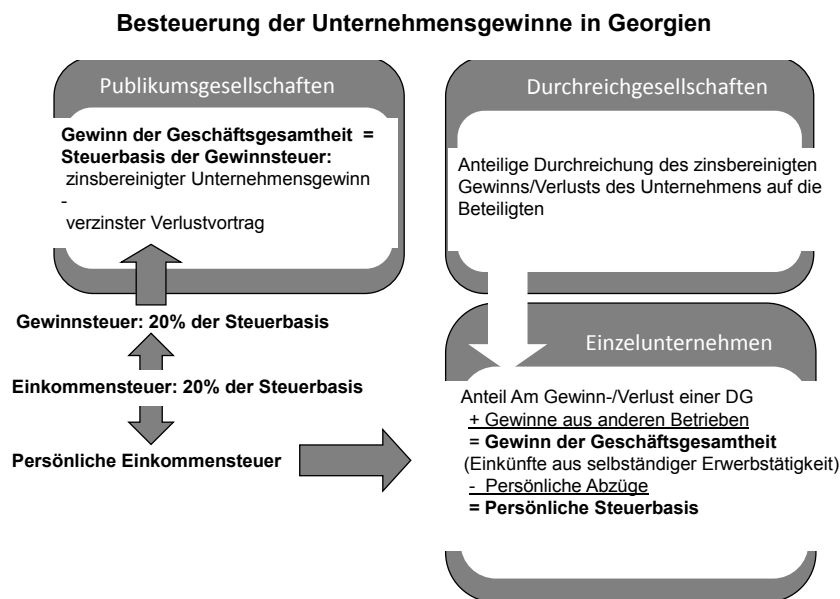 Besteuerung der Unternehmensgewinne in Georgien
Publikumsgesellschaften
Gewinn der Geschäftsgesamtheit =
Steuerbasis der Gewinnsteuer:
zinsbereinigter Unternehmensgewinn
-
verzinster Verlustvortrag
Gewinnsteuer: 20% der Steuerbasis
Einkommensteuer: 20% der Steuerbasis
Persönliche Einkommensteuer
Durchreichgesellschaften
Anteilige Durchreichung des zinsbereinigten
Gewinns/Verlusts des Unternehmens auf die
Beteiligten
Einzelunternehmen
Anteil Am Gewinn-/Verlust einer DG
+ Gewinne aus anderen Betrieben
= Gewinn der Geschäftsgesamtheit
(Einkünfte aus selbständiger Erwerbstätigkeit)
- Persönliche Abzüge
= Persönliche Steuerbasis